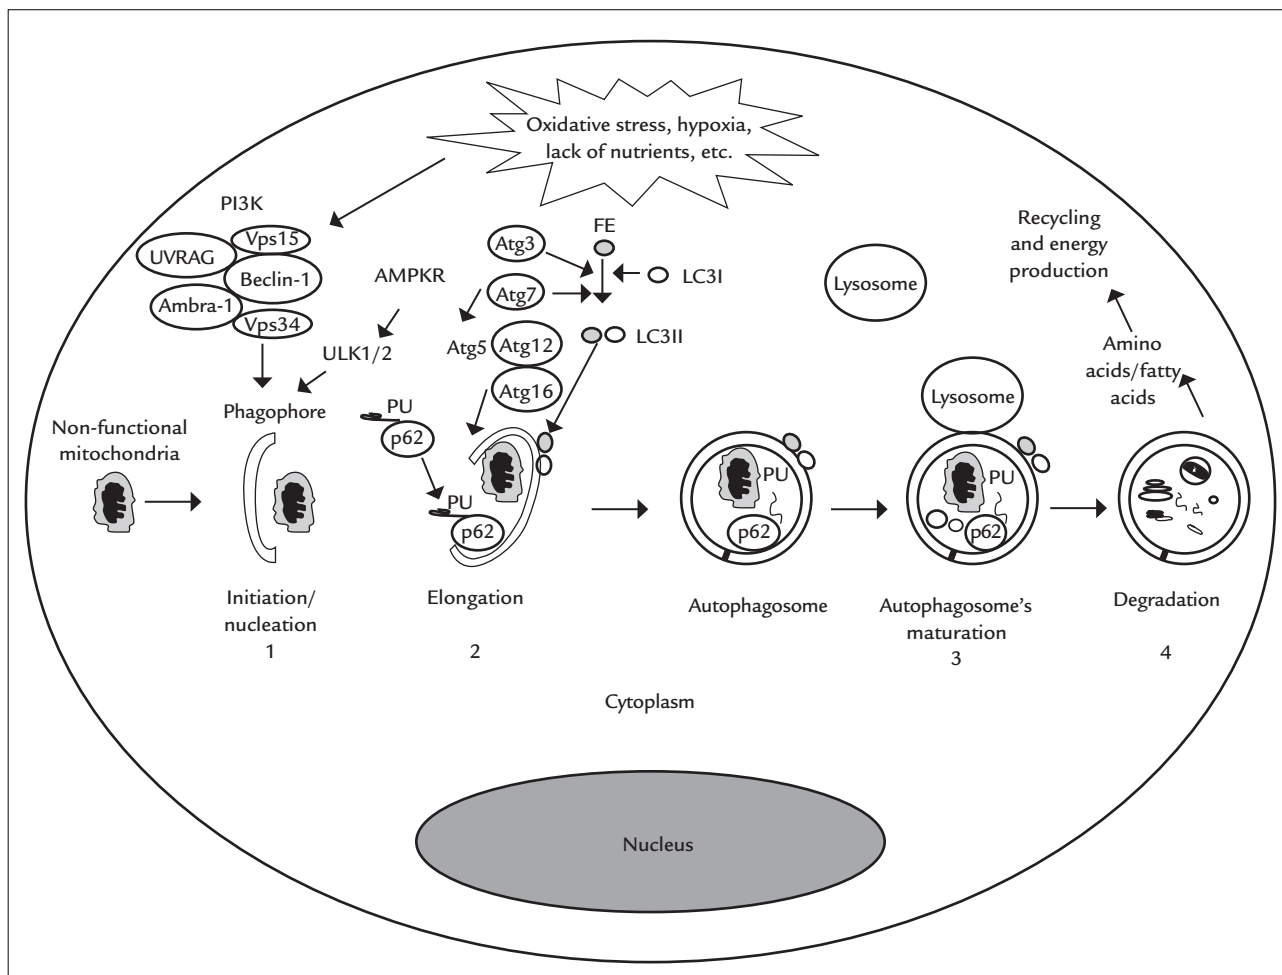 Oxidative stress, hypoxia,
lack of nutrients, etc.
PI3K
Vps15
UVRAG
Beclin-1
Ambra-1
Vps34
AMPKR
ULK1/2
Phagophore
Non-functional
mitochondria
Atg3
FE
Atg7
LC3I
Atg5
Atg12
LC3II
Atg16
PU
p62
PU
p62
Lysosome
Recycling
and energy
production
Amino
acids/fatty
acids
Lysosome
PU
p62
PU
p62
Initiation/
nucleation
1
Elongation
2
Autophagosome
Autophagosome's
maturation
3
Degradation
4
Cytoplasm
Nucleus